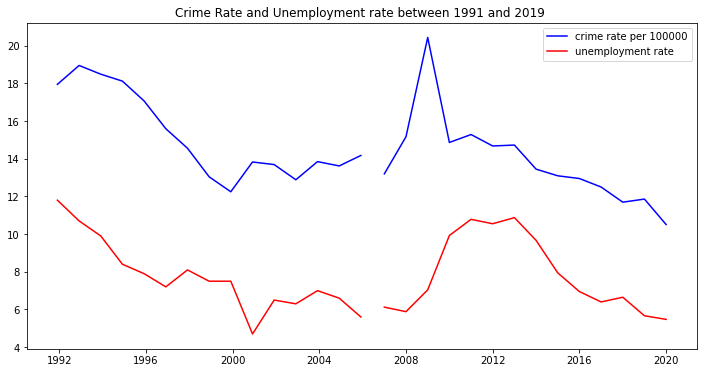 Crime Rate and Unemployment rate between 1991 and 2019
crime rate per 100000
unemployment rate
20
18
16
14
12
10
8
6
4
1992 1996 2000 2004 2008 2012 2016 2020